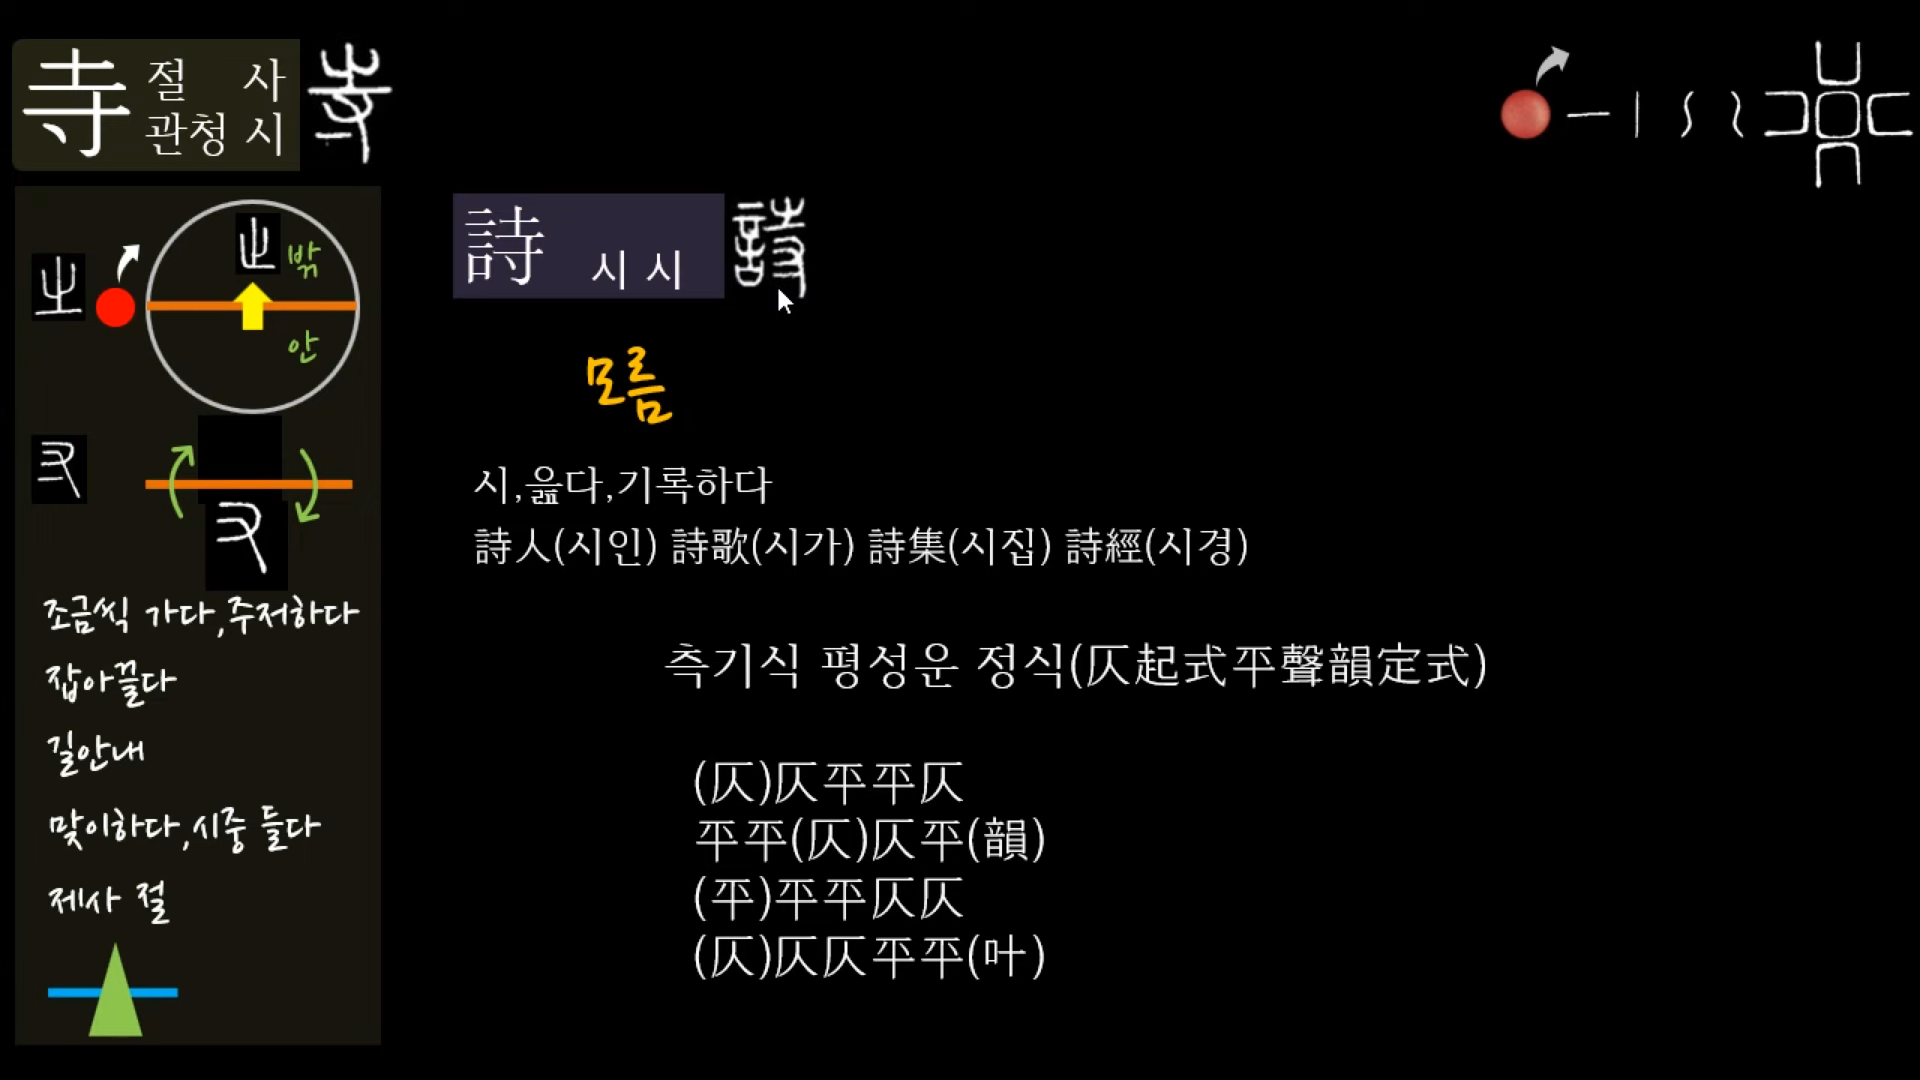 寺 절 사
관청 시
밖
안
조금씩 가다,주저하다
잡아끌다
길안내
맞이하다,시중 들다
제사 절
詩 시 시
모름
시,읊다,기록하다
詩人(시인) 詩歌(시가) 詩集(시집) 詩經(시경)
측기식 평성운 정식(仄起式平聲韻定式)
(仄)仄平平仄
平平(仄)仄平(韻)
(平)平平仄仄
(仄)仄仄平平(叶)